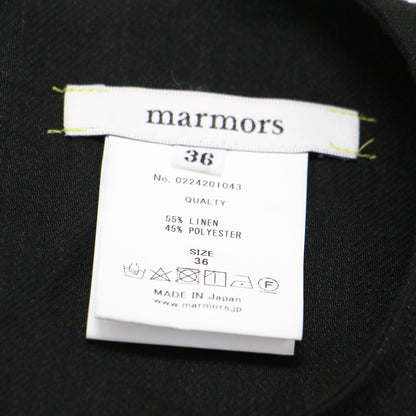 marmors
36
No. 0224201043
QUALTY
55% LINEN
45% POLYESTER
SIZE
36
F
MADE IN Japan
www.marmors.jp